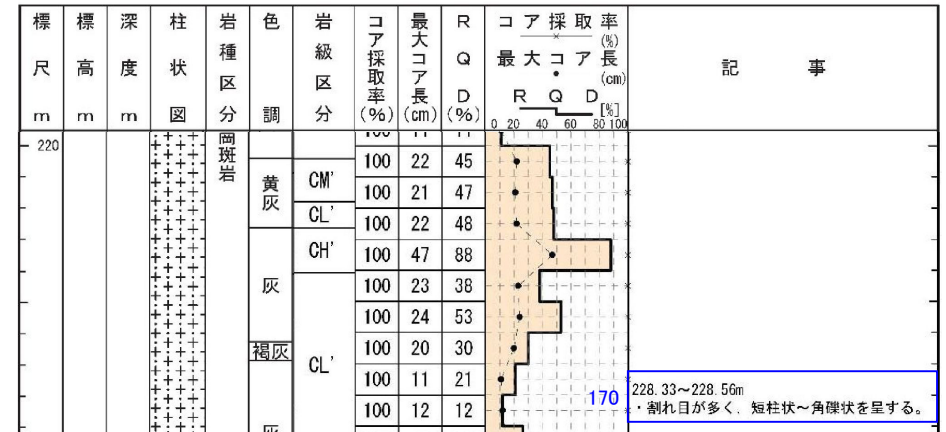 標尺m
標高m
深度m
柱状図
岩種区分
色調
岩級区分
コア採取率(%)
最大コア長(cm)
RQD(%)
コア採取率(%)
最大コア長(cm)
RQD[%]
0 20 40 60 80 100
記事
220
岡斑岩
100 22 45
黄灰
CM'
100 21 47
CL'
100 22 48
CH'
100 47 88
灰
100 23 38
100 24 53
褐灰
100 20 30
CL'
100 11 21
170
228.33~228.56m
・割れ目が多く、短柱状~角礫状を呈する。
100 12 12